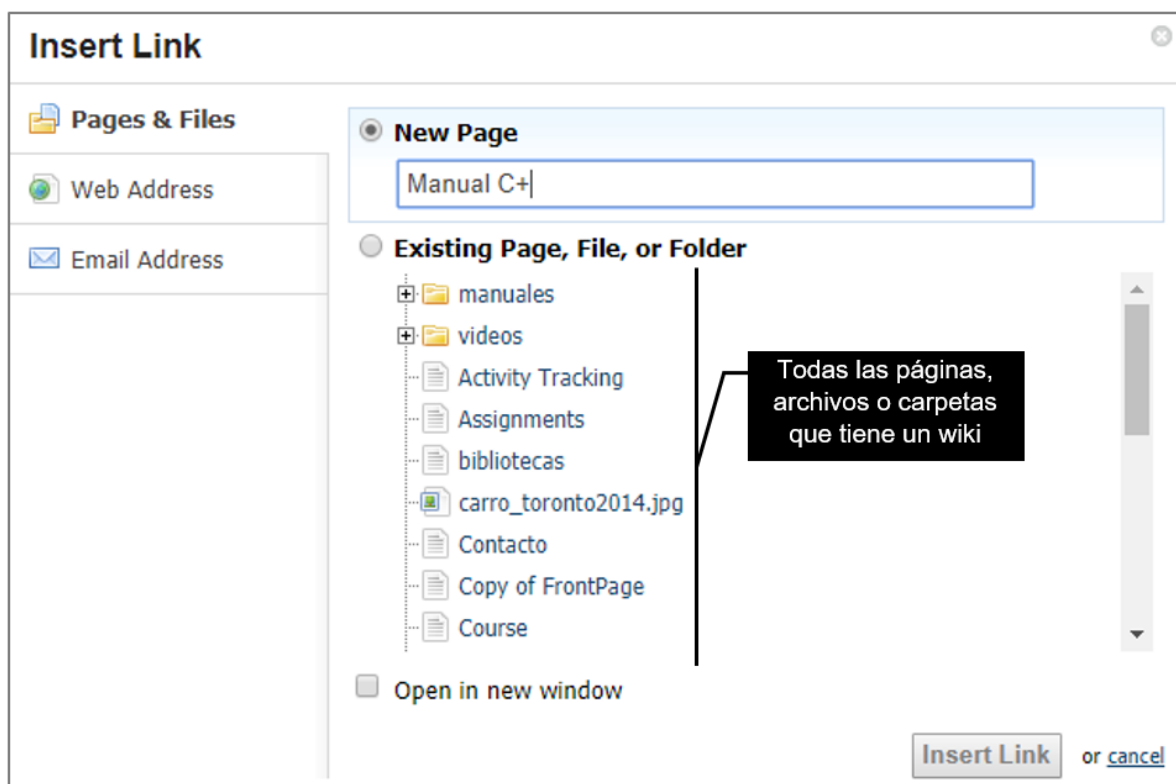 Insert Link
Pages & Files
Web Address
Email Address
New Page
Manual C+
Existing Page, File, or Folder
manuales
videos
Activity Tracking
Assignments
bibliotecas
carro_toronto2014.jpg
Contacto
Copy of FrontPage
Course
Todas las páginas,
archivos o carpetas
que tiene un wiki
Open in new window
Insert Link or cancel